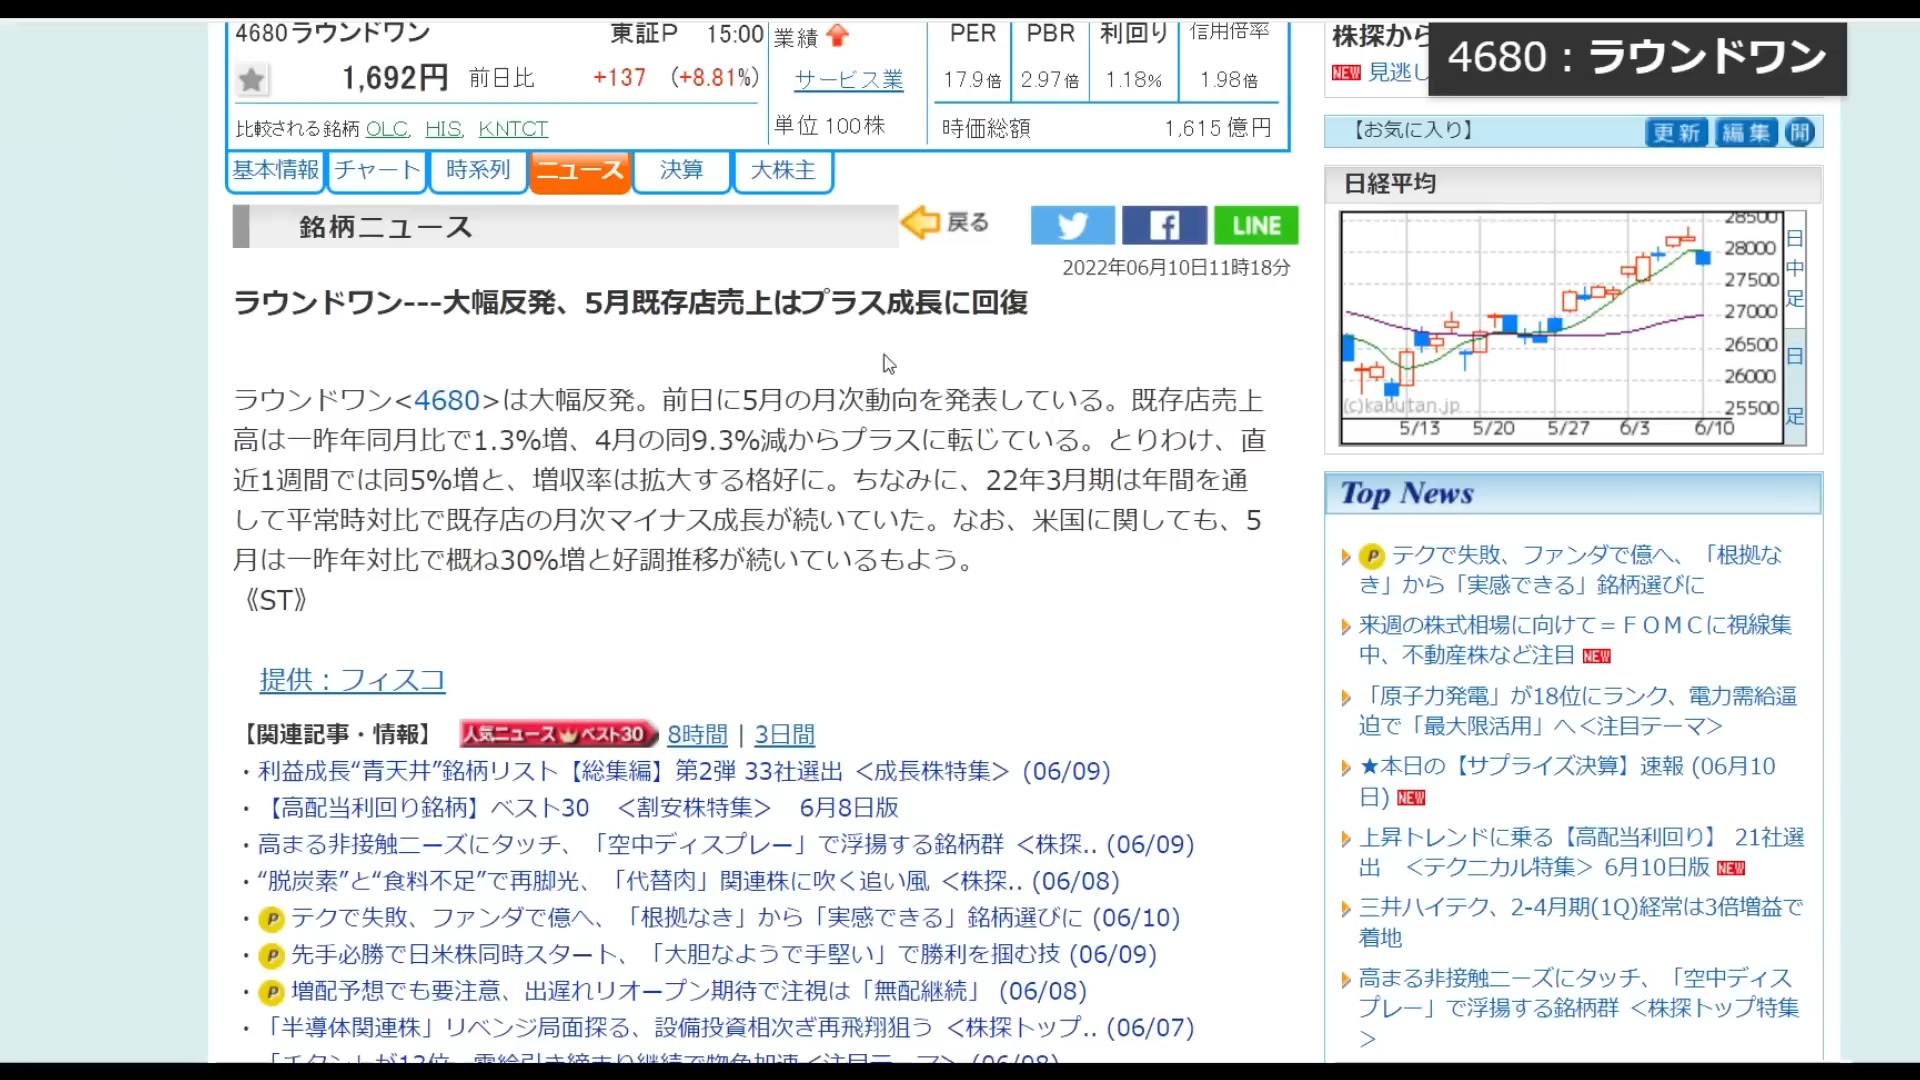 4680 ラウンドワン 東証P 15:00
1,692円 前日比 +137 (+8.81%)
比較される銘柄 OLC, HIS, KNTCT
業績
サービス業
単位 100株
PER PBR 利回り 信用倍率
17.9倍 2.97倍 1.18% 1.98倍
時価総額 1,615億円
基本情報 チャート 時系列 ニュース 決算 大株主
銘柄ニュース
戻る
LINE
2022年06月10日11時18分
ラウンドワン---大幅反発、5月既存店売上はプラス成長に回復
ラウンドワン<4680>は大幅反発。前日に5月の月次動向を発表している。既存店売上
高は一昨年同月比で1.3%増、4月の同9.3%減からプラスに転じている。とりわけ、直
近1週間では同5%増と、増収率は拡大する格好に。ちなみに、22年3月期は年間を通
して平常時対比で既存店の月次マイナス成長が続いていた。なお、米国に関しても、5
月は一昨年対比で概ね30%増と好調推移が続いているもよう。
《ST》
提供：フィスコ
【関連記事・情報】 人気ニュース ベスト30 8時間 | 3日間
・利益成長“青天井”銘柄リスト【総集編】第2弾 33社選出 ＜成長株特集＞ (06/09)
・【高配当利回り銘柄】ベスト30 ＜割安株特集＞ 6月8日版
・高まる非接触ニーズにタッチ、「空中ディスプレー」で浮揚する銘柄群 ＜株探.. (06/09)
・“脱炭素”と“食料不足”で再脚光、「代替肉」関連株に吹く追い風 ＜株探.. (06/08)
・P テクで失敗、ファンダで億へ、「根拠なき」から「実感できる」銘柄選びに (06/10)
・P 先手必勝で日米株同時スタート、「大胆なようで手堅い」で勝利を掴む技 (06/09)
・P 増配予想でも要注意、出遅れリオープン期待で注視は「無配継続」 (06/08)
・「半導体関連株」リベンジ局面探る、設備投資相次ぎ再飛翔狙う ＜株探トップ.. (06/07)
株探から
NEW 見逃し
4680：ラウンドワン
【お気に入り】 更新 編集 開
日経平均
28500
28000
27500
27000
26500
26000
25500
5/13 5/20 5/27 6/3 6/10
(c)kabutan.jp
日中足
日足
Top News
P テクで失敗、ファンダで億へ、「根拠な
き」から「実感できる」銘柄選びに
来週の株式相場に向けて＝ＦＯＭＣに視線集
中、不動産株など注目 NEW
「原子力発電」が18位にランク、電力需給逼
迫で「最大限活用」へ＜注目テーマ＞
★本日の【サプライズ決算】速報 (06月10
日) NEW
上昇トレンドに乗る【高配当利回り】 21社選
出 ＜テクニカル特集＞ 6月10日版 NEW
三井ハイテク、2-4月期(1Q)経常は3倍増益で
着地
高まる非接触ニーズにタッチ、「空中ディス
プレー」で浮揚する銘柄群 ＜株探トップ特集
＞